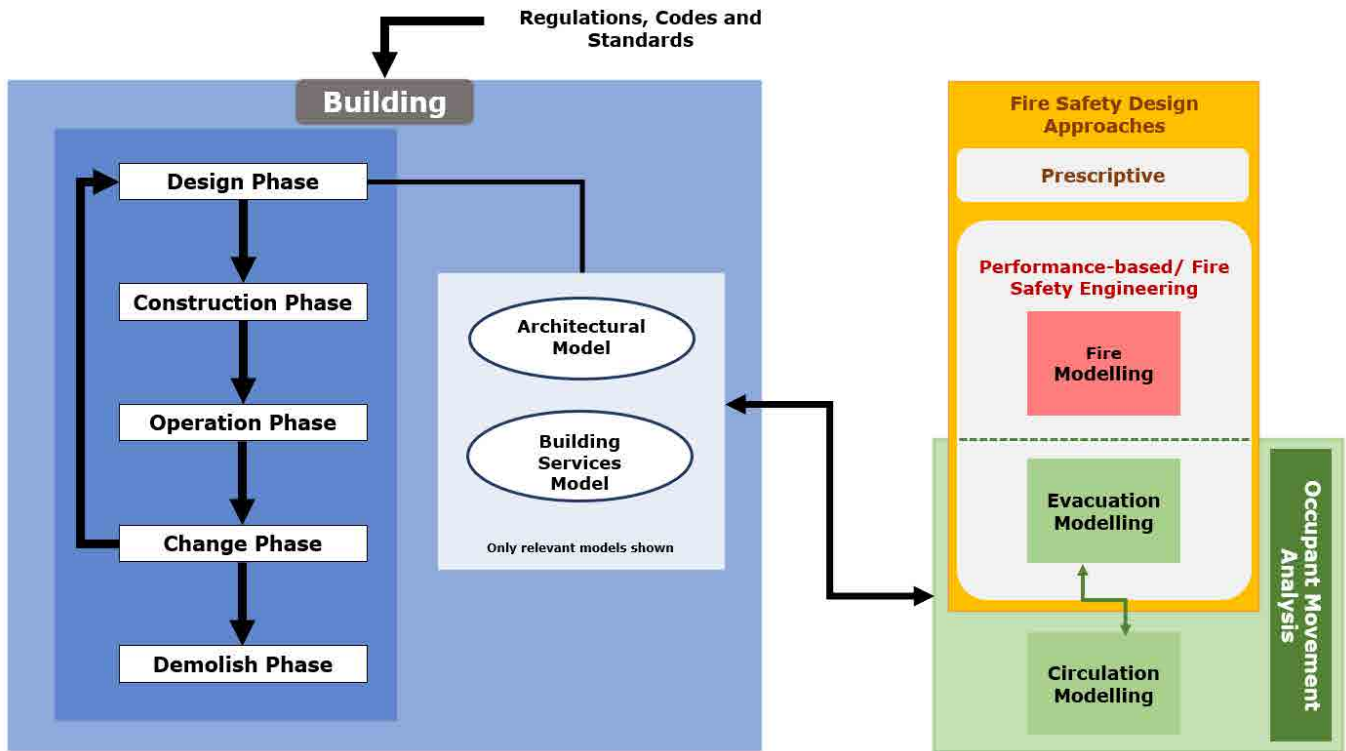 Regulations, Codes and
Standards
Building
Design Phase
Construction Phase
Operation Phase
Change Phase
Demolish Phase
Architectural
Model
Building
Services
Model
Only relevant models shown
Fire Safety Design
Approaches
Prescriptive
Performance-based/ Fire
Safety Engineering
Fire
Modelling
Evacuation
Modelling
Circulation
Modelling
Occupant Movement
Analysis